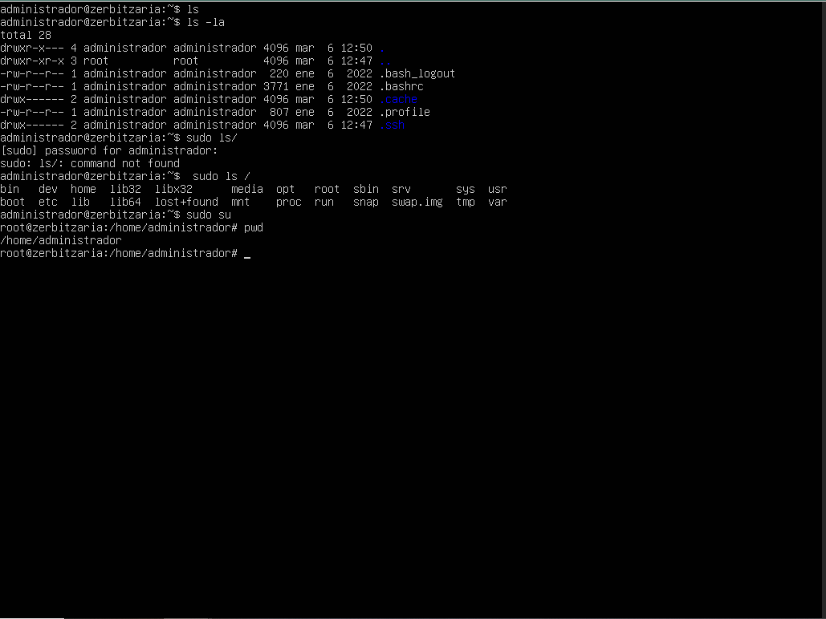 administrador@zerbitzaria:~$ ls
administrador@zerbitzaria:~$ ls -la
total 28
drwxr-x--- 4 administrador administrador 4096 mar  6 12:50 .
drwxr-xr-x 3 root          root          4096 mar  6 12:47 ..
-rw-r--r-- 1 administrador administrador  220 ene  6  2022 .bash_logout
-rw-r--r-- 1 administrador administrador 3771 ene  6  2022 .bashrc
drwx------ 2 administrador administrador 4096 mar  6 12:50 .cache
-rw-r--r-- 1 administrador administrador  807 ene  6  2022 .profile
drwx------ 2 administrador administrador 4096 mar  6 12:47 .ssh
administrador@zerbitzaria:~$ sudo ls/
[sudo] password for administrador:
sudo: ls/: command not found
administrador@zerbitzaria:~$  sudo ls /
bin   dev  home  lib32  libx32      media  opt   root  sbin  srv       sys  usr
boot  etc  lib   lib64  lost+found  mnt    proc  run   snap  swap.img  tmp  var
administrador@zerbitzaria:~$ sudo su
root@zerbitzaria:/home/administrador# pwd
/home/administrador
root@zerbitzaria:/home/administrador# _